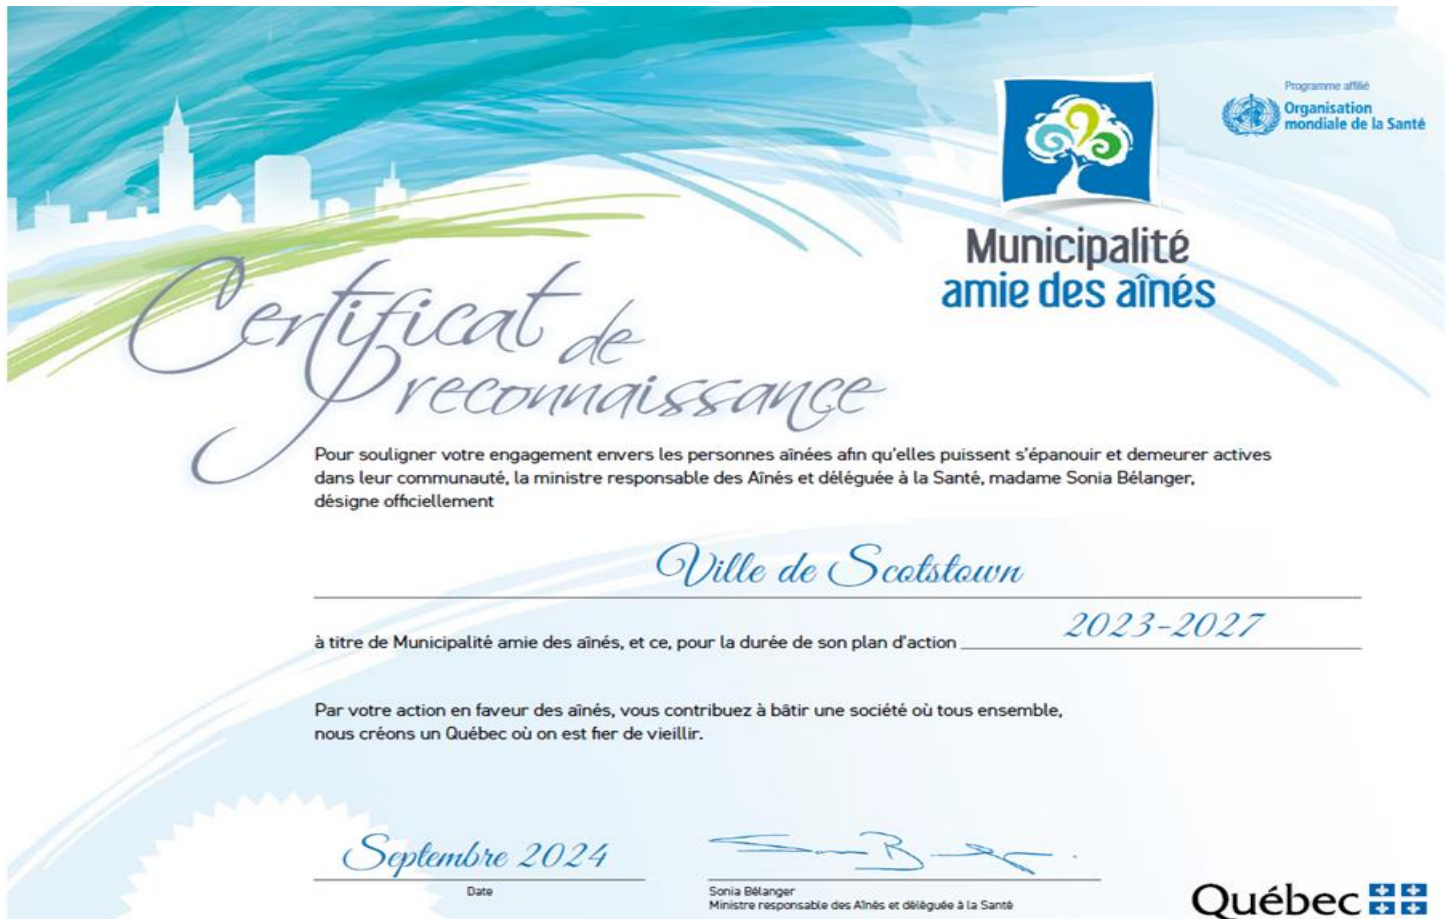 Programme affilié
Organisation
mondiale de la Santé
Municipalité
amie des aînés
Certificat de
reconnaissance
Pour souligner votre engagement envers les personnes aînées afin qu'elles puissent s'épanouir et demeurer actives
dans leur communauté, la ministre responsable des Aînés et déléguée à la Santé, madame Sonia Bélanger,
désigne officiellement
Ville de Scotstown
à titre de Municipalité amie des aînés, et ce, pour la durée de son plan d'action 2023-2027
Par votre action en faveur des aînés, vous contribuez à bâtir une société où tous ensemble,
nous créons un Québec où on est fier de vieillir.
Septembre 2024
Date
Sonia Bélanger
Ministre responsable des Aînés et déléguée à la Santé
Québec